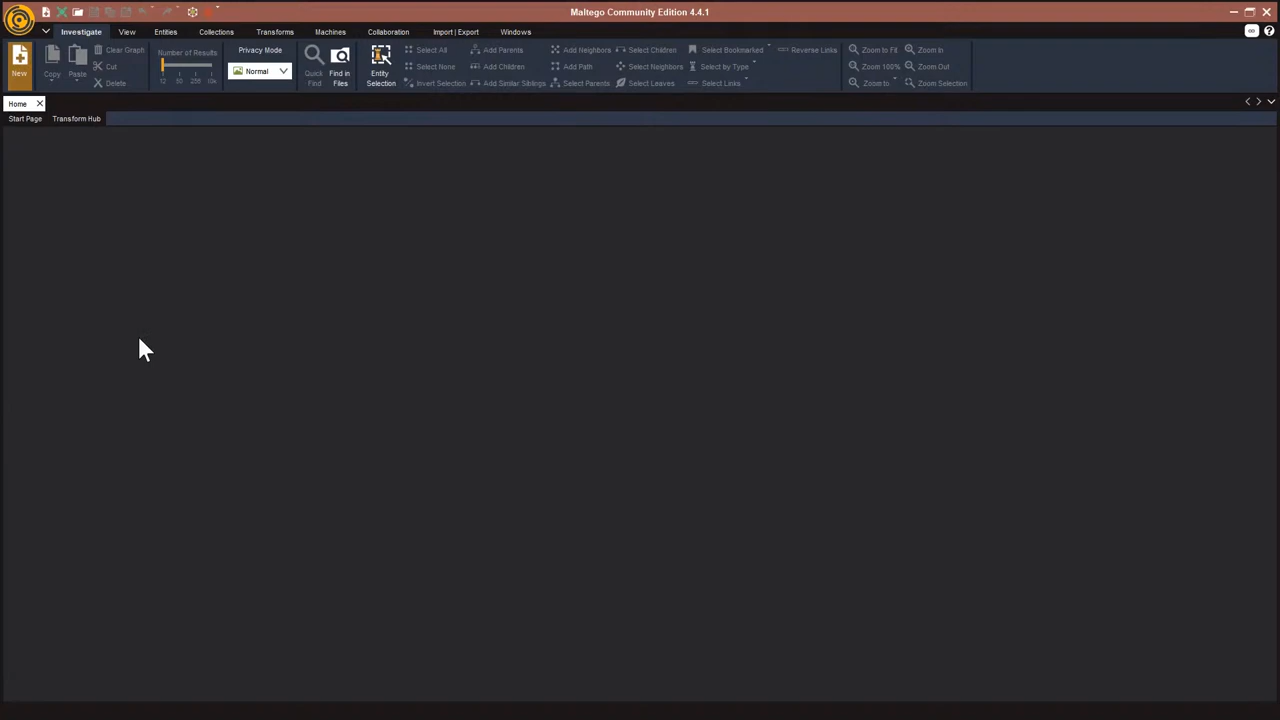 Maltego Community Edition 4.4.1
Investigate View Entities Collections Transforms Machines Collaboration Import | Export Windows
New
Copy
Paste
Clear Graph
Cut
Delete
Number of Results
12 50 256 10k
Privacy Mode
Normal
Quick Find
Find in Files
Entity Selection
Select All
Select None
Invert Selection
Add Parents
Add Children
Add Similar Siblings
Add Neighbors
Add Path
Select Parents
Select Children
Select Neighbors
Select Leaves
Select Bookmarked
Select by Type
Select Links
Reverse Links
Zoom to Fit
Zoom 100%
Zoom to
Zoom In
Zoom Out
Zoom Selection
Home
Start Page Transform Hub